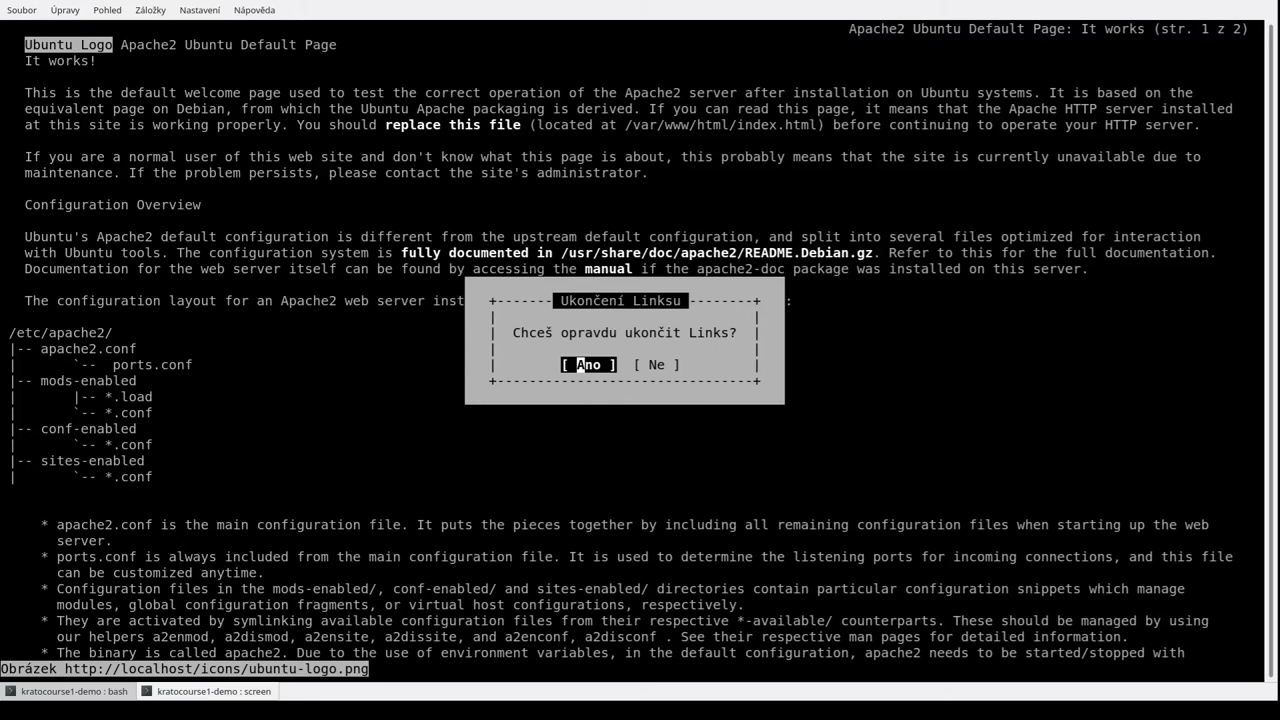 Soubor Úpravy Pohled Záložky Nastavení Nápověda
Apache2 Ubuntu Default Page: It works (str. 1 z 2)
Ubuntu Logo Apache2 Ubuntu Default Page
It works!
This is the default welcome page used to test the correct operation of the Apache2 server after installation on Ubuntu systems. It is based on the
equivalent page on Debian, from which the Ubuntu Apache packaging is derived. If you can read this page, it means that the Apache HTTP server installed
at this site is working properly. You should replace this file (located at /var/www/html/index.html) before continuing to operate your HTTP server.
If you are a normal user of this web site and don't know what this page is about, this probably means that the site is currently unavailable due to
maintenance. If the problem persists, please contact the site's administrator.
Configuration Overview
Ubuntu's Apache2 default configuration is different from the upstream default configuration, and split into several files optimized for interaction
with Ubuntu tools. The configuration system is fully documented in /usr/share/doc/apache2/README.Debian.gz. Refer to this for the full documentation.
Documentation for the web server itself can be found by accessing the manual if the apache2-doc package was installed on this server.
The configuration layout for an Apache2 web server inst :
+------- Ukončení Linksu --------+
| |
| Chceš opravdu ukončit Links? |
| |
| [ Ano ] [ Ne ] |
+--------------------------------+
/etc/apache2/
|-- apache2.conf
| `-- ports.conf
|-- mods-enabled
| |-- *.load
| `-- *.conf
|-- conf-enabled
| `-- *.conf
|-- sites-enabled
| `-- *.conf
* apache2.conf is the main configuration file. It puts the pieces together by including all remaining configuration files when starting up the web
server.
* ports.conf is always included from the main configuration file. It is used to determine the listening ports for incoming connections, and this file
can be customized anytime.
* Configuration files in the mods-enabled/, conf-enabled/ and sites-enabled/ directories contain particular configuration snippets which manage
modules, global configuration fragments, or virtual host configurations, respectively.
* They are activated by symlinking available configuration files from their respective *-available/ counterparts. These should be managed by using
our helpers a2enmod, a2dismod, a2ensite, a2dissite, and a2enconf, a2disconf . See their respective man pages for detailed information.
* The binary is called apache2. Due to the use of environment variables, in the default configuration, apache2 needs to be started/stopped with
Obrázek http://localhost/icons/ubuntu-logo.png
kratocourse1-demo : bash kratocourse1-demo : screen